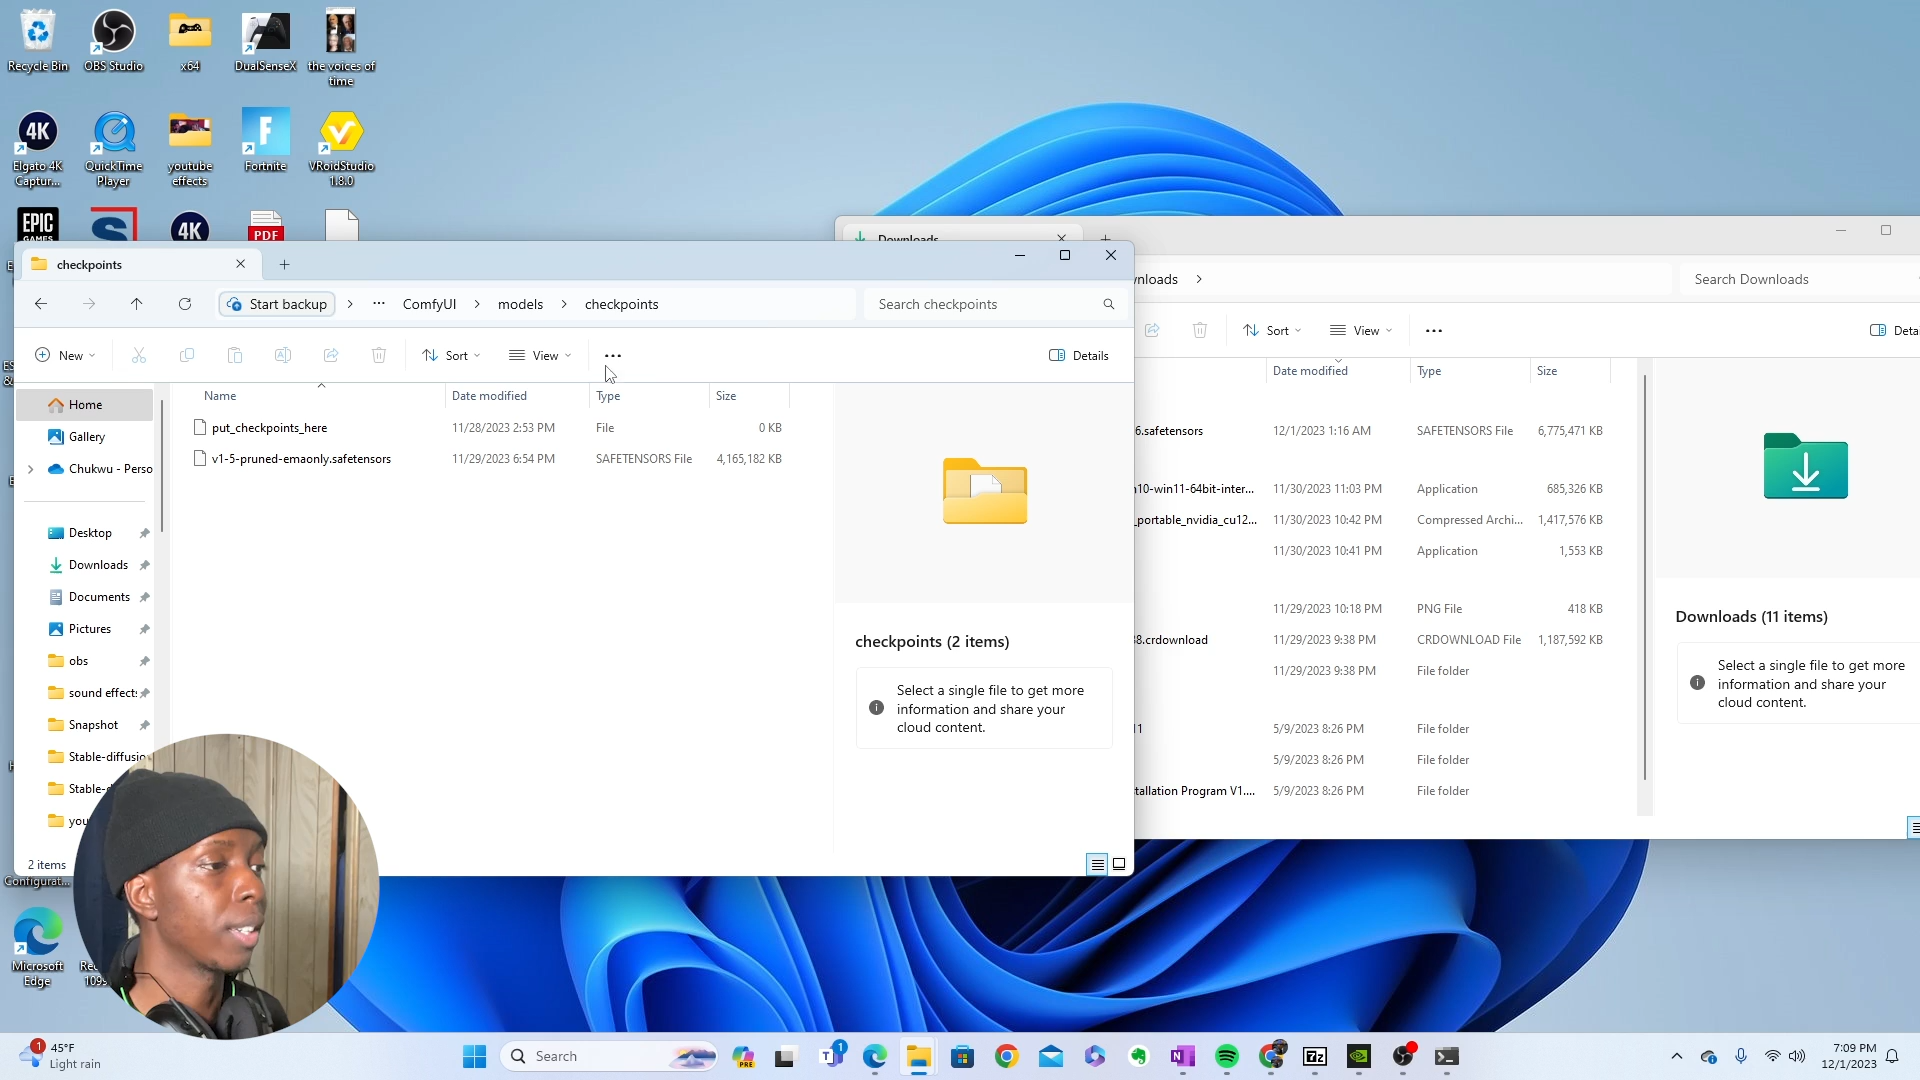 Recycle Bin
OBS Studio
x64
DualSenseX
the voices of
time
4K
Elgato 4K
Captur...
QuickTime
Player
youtube
effects
Fortnite
VRoidStudio
1.8.0
EPIC
GAMES
4K
PDF
Downloads
checkpoints
Start backup
ComfyUI
models
checkpoints
Search checkpoints
New
Sort
View
Details
Name
Date modified
Type
Size
put_checkpoints_here
11/28/2023 2:53 PM
File
0 KB
v1-5-pruned-emaonly.safetensors
11/29/2023 6:54 PM
SAFETENSORS File
4,165,182 KB
Home
Gallery
Chukwu - Perso
Desktop
Downloads
Documents
Pictures
obs
sound effect
Snapshot
Stable-diffusio
Stable-d
you
2 items
checkpoints (2 items)
Select a single file to get more
information and share your
cloud content.
wnloads
Search Downloads
Sort
View
Detai
Date modified
Type
Size
6.safetensors
12/1/2023 1:16 AM
SAFETENSORS File
6,775,471 KB
n10-win11-64bit-inter...
11/30/2023 11:03 PM
Application
685,326 KB
_portable_nvidia_cu12...
11/30/2023 10:42 PM
Compressed Archi...
1,417,576 KB
11/30/2023 10:41 PM
Application
1,553 KB
11/29/2023 10:18 PM
PNG File
418 KB
38.crdownload
11/29/2023 9:38 PM
CRDOWNLOAD File
1,187,592 KB
11/29/2023 9:38 PM
File folder
11
5/9/2023 8:26 PM
File folder
5/9/2023 8:26 PM
File folder
tallation Program V1....
5/9/2023 8:26 PM
File folder
Downloads (11 items)
Select a single file to get more
information and share your
cloud content.
Configurat...
Microsoft
Edge
Rec
1095
1
45°F
Light rain
Search
PRE
1
7z
7:09 PM
12/1/2023